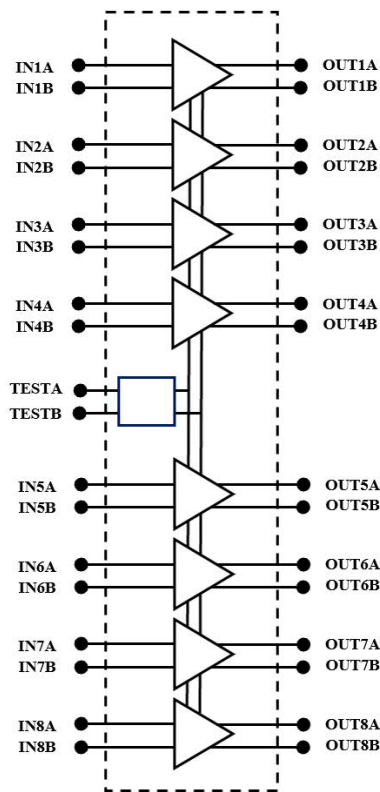 IN1A OUT1A
IN1B OUT1B
IN2A OUT2A
IN2B OUT2B
IN3A OUT3A
IN3B OUT3B
IN4A OUT4A
IN4B OUT4B
TESTA
TESTB
IN5A OUT5A
IN5B OUT5B
IN6A OUT6A
IN6B OUT6B
IN7A OUT7A
IN7B OUT7B
IN8A OUT8A
IN8B OUT8B